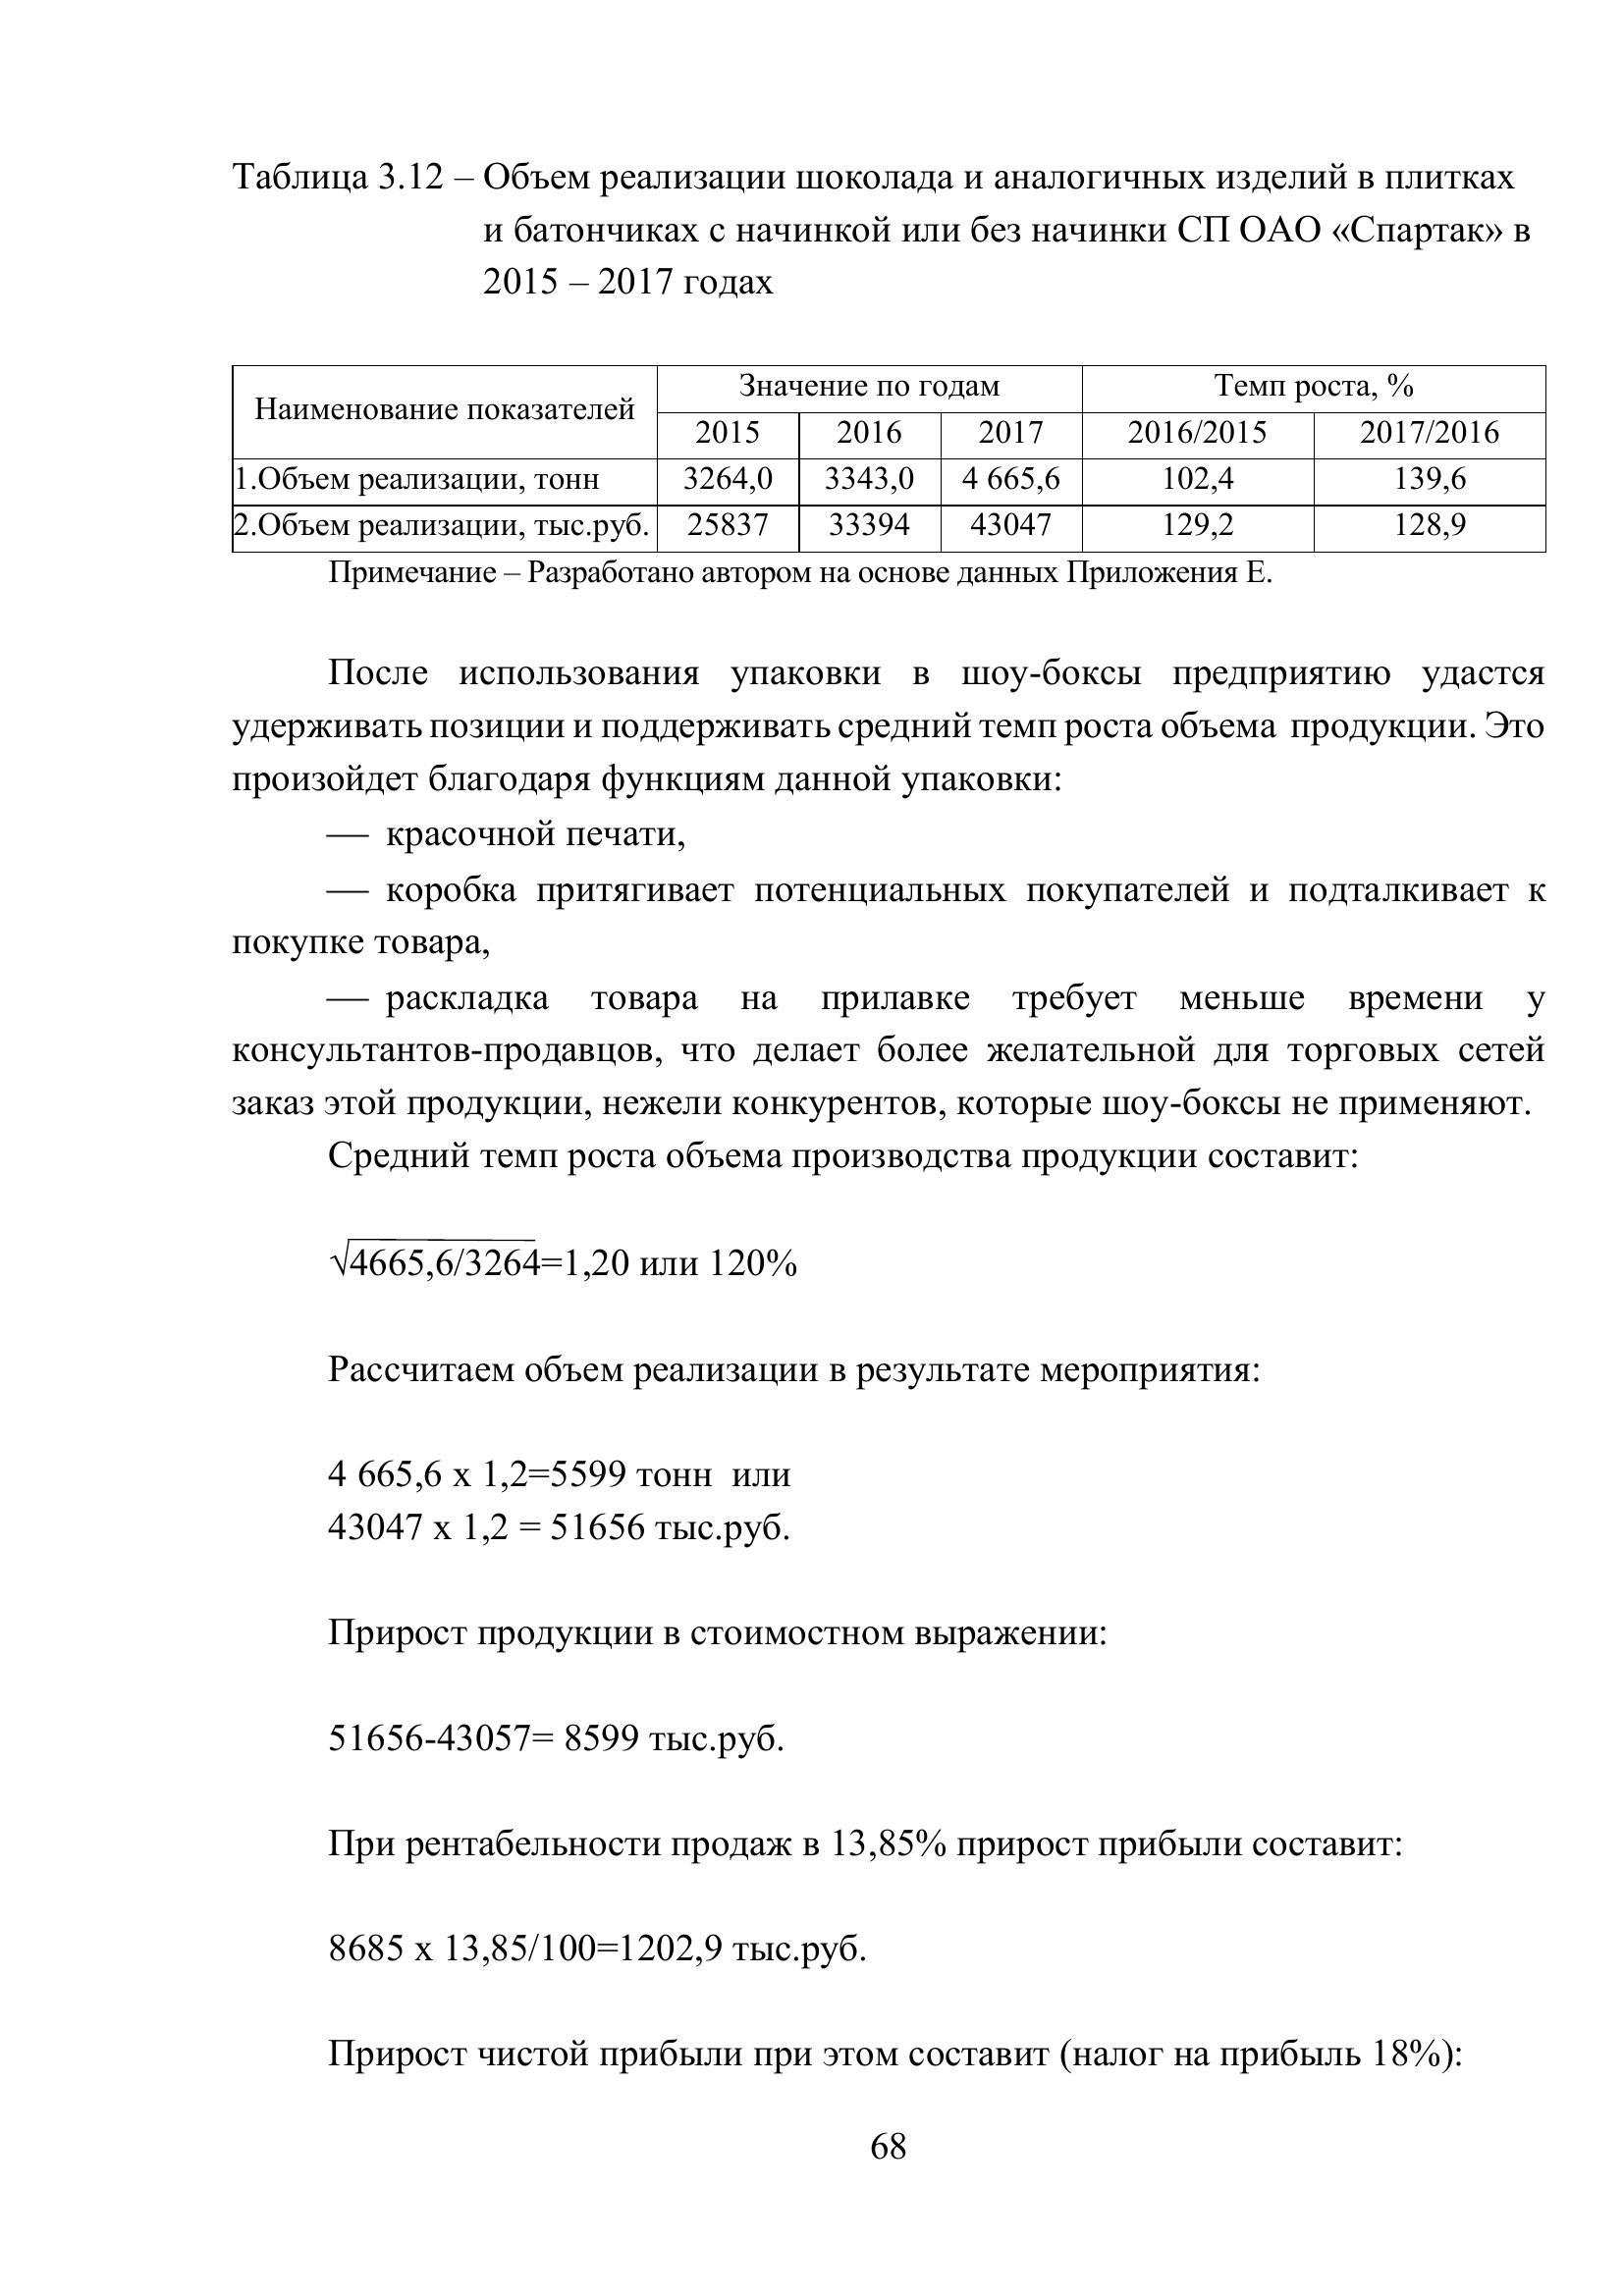 Таблица 3.12 – Объем реализации шоколада и аналогичных изделий в плитках
и батончиках с начинкой или без начинки СП ОАО «Спартак» в
2015 – 2017 годах
Наименование показателей Значение по годам Темп роста, %
2015 2016 2017 2016/2015 2017/2016
1.Объем реализации, тонн 3264,0 3343,0 4 665,6 102,4 139,6
2.Объем реализации, тыс.руб. 25837 33394 43047 129,2 128,9
Примечание – Разработано автором на основе данных Приложения Е.
После использования упаковки в шоу-боксы предприятию удастся
удерживать позиции и поддерживать средний темп роста объема продукции. Это
произойдет благодаря функциям данной упаковки:
— красочной печати,
— коробка притягивает потенциальных покупателей и подталкивает к
покупке товара,
— раскладка товара на прилавке требует меньше времени у
консультантов-продавцов, что делает более желательной для торговых сетей
заказ этой продукции, нежели конкурентов, которые шоу-боксы не применяют.
Средний темп роста объема производства продукции составит:
√4665,6/3264=1,20 или 120%
Рассчитаем объем реализации в результате мероприятия:
4 665,6 х 1,2=5599 тонн или
43047 х 1,2 = 51656 тыс.руб.
Прирост продукции в стоимостном выражении:
51656-43057= 8599 тыс.руб.
При рентабельности продаж в 13,85% прирост прибыли составит:
8685 х 13,85/100=1202,9 тыс.руб.
Прирост чистой прибыли при этом составит (налог на прибыль 18%):
68